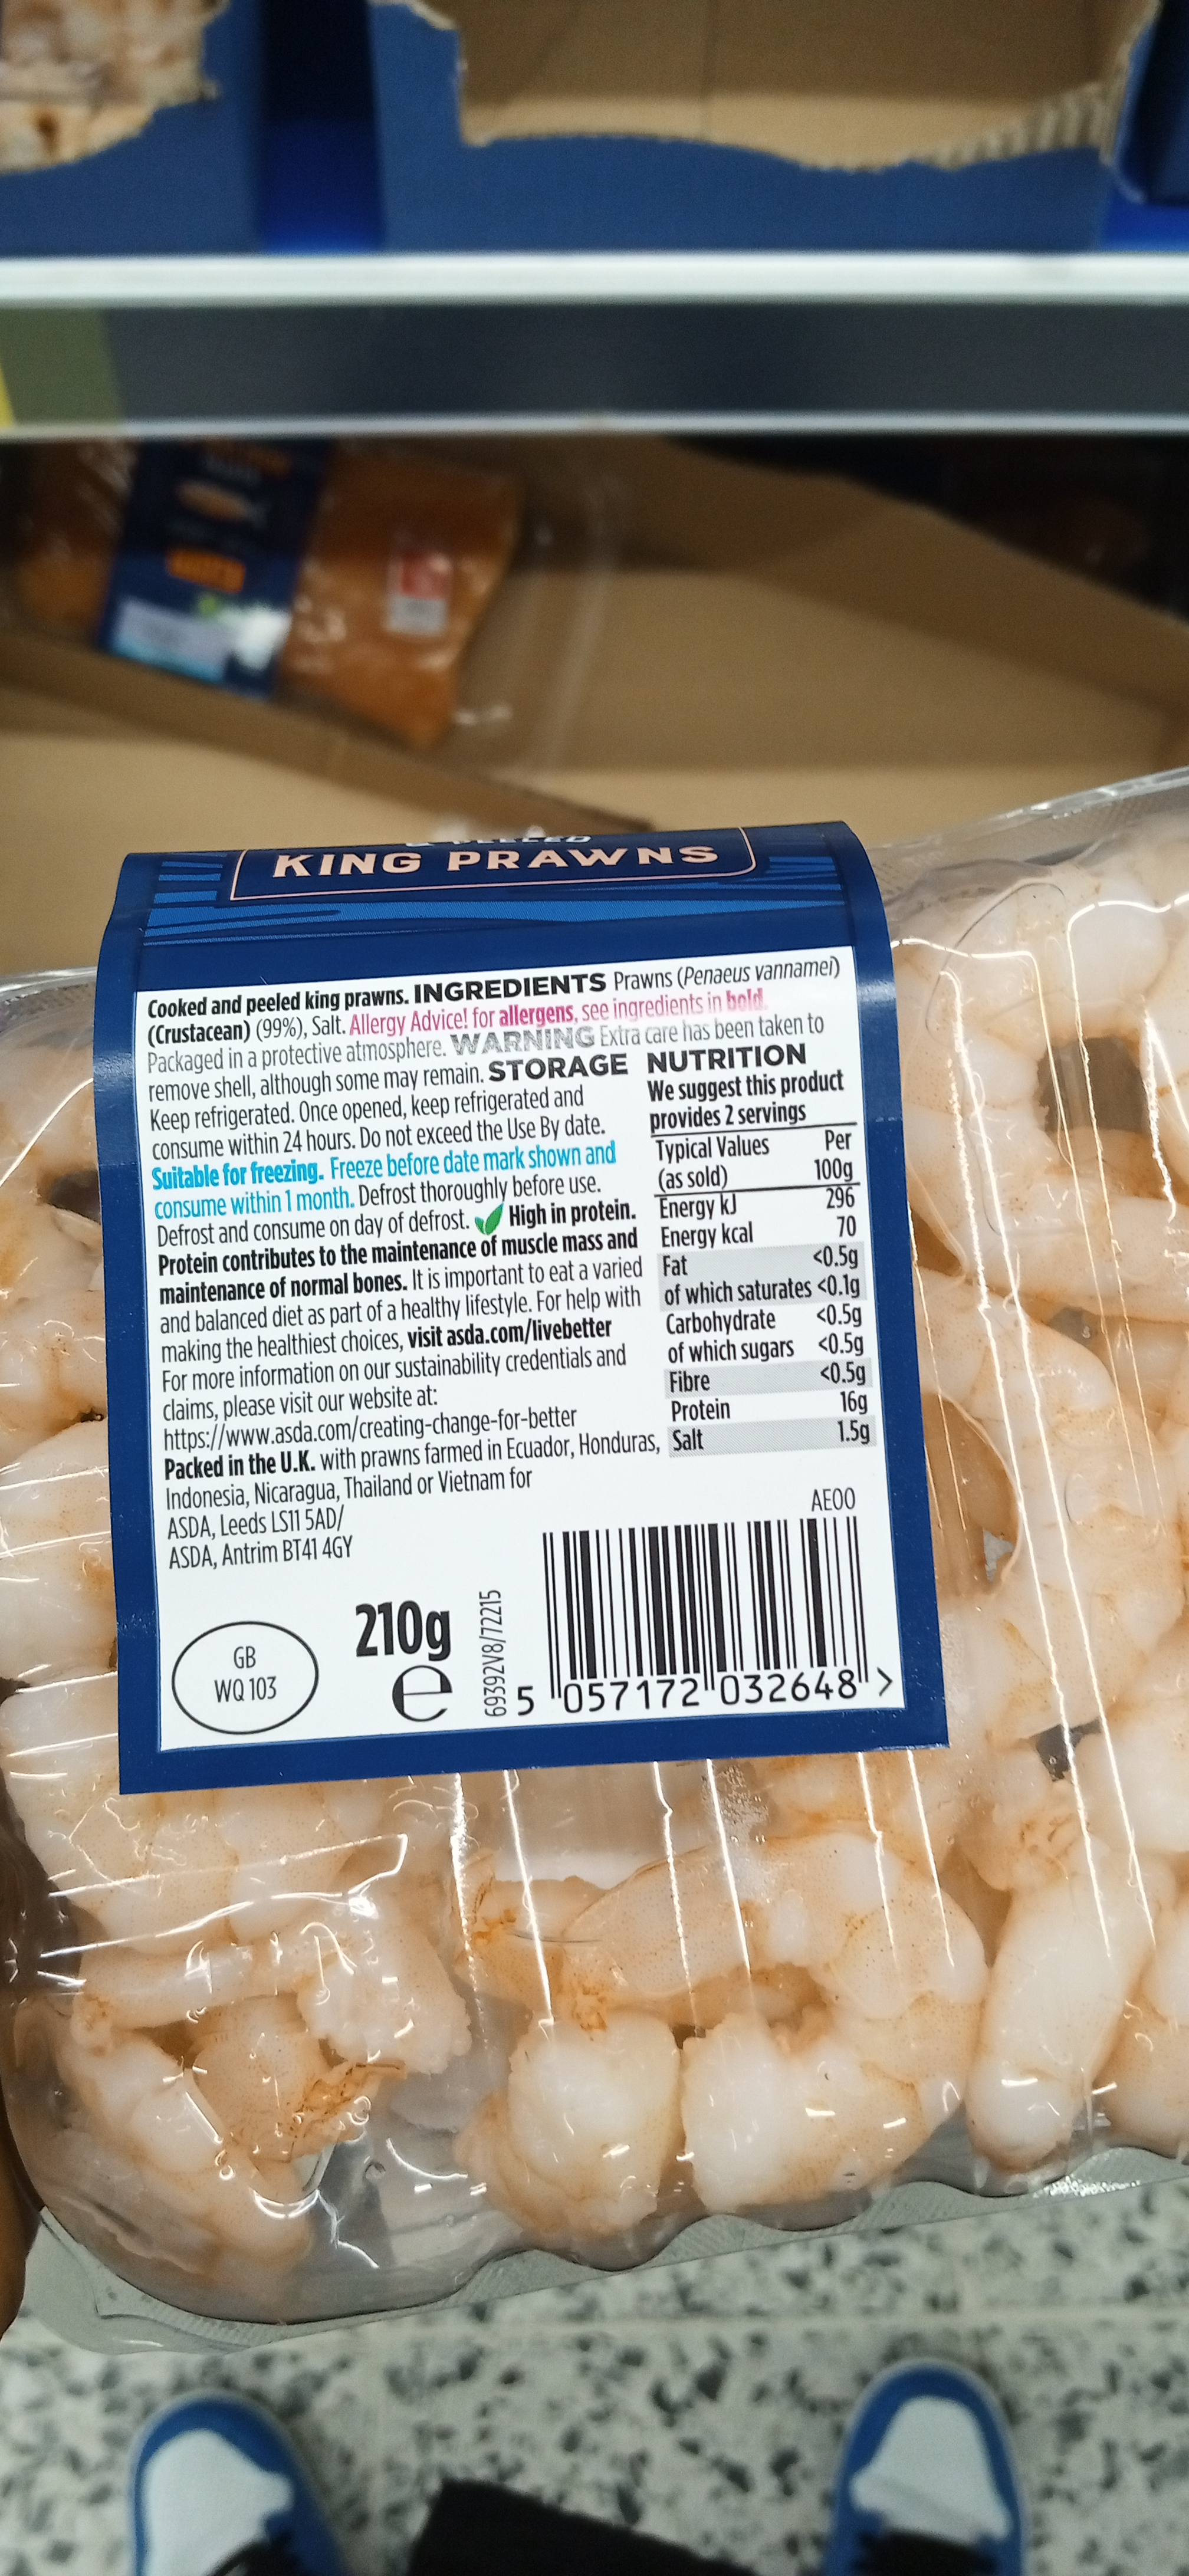 KING PRAWNS
Cooked and peeled king prawns. INGREDIENTS Prawns (Penaeus vannamei)
(Crustacean) (99%), Salt. Allergy Advice! for allergens, see ingredients in bold.
Packaged in a protective atmosphere. WARNING Extra care has been taken to
remove shell, although some may remain. STORAGE
Keep refrigerated. Once opened, keep refrigerated and
consume within 24 hours. Do not exceed the Use By date.
Suitable for freezing. Freeze before date mark shown and
consume within 1 month. Defrost thoroughly before use.
Defrost and consume on day of defrost. High in protein.
Protein contributes to the maintenance of muscle mass and
maintenance of normal bones. It is important to eat a varied
and balanced diet as part of a healthy lifestyle. For help with
making the healthiest choices, visit asda.com/livebetter
For more information on our sustainability credentials and
claims, please visit our website at:
https://www.asda.com/creating-change-for-better
Packed in the U.K. with prawns farmed in Ecuador, Honduras,
Indonesia, Nicaragua, Thailand or Vietnam for
ASDA, Leeds LS11 5AD/
ASDA, Antrim BT41 4GY
NUTRITION
We suggest this product
provides 2 servings
Typical Values Per
(as sold) 100g
Energy kJ 296
Energy kcal 70
Fat <0.5g
of which saturates <0.1g
Carbohydrate <0.5g
of which sugars <0.5g
Fibre <0.5g
Protein 16g
Salt 1.5g
AE00
GB
WQ 103
210g
e
69392V8/72215
5 057172 032648 >